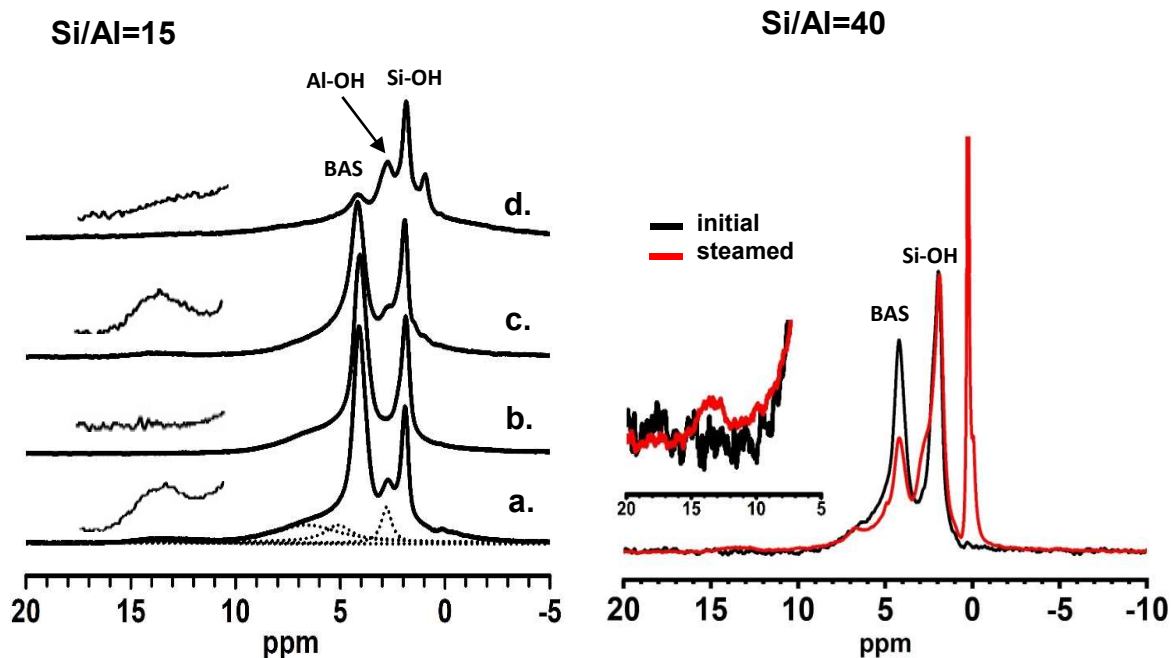 Si/Al=15
Al-OH
Si-OH
BAS
d.
c.
b.
a.
20 15 10 5 0 -5
ppm
Si/Al=40
initial
steamed
Si-OH
BAS
20 15 10 5
20 15 10 5 0 -5 -10
ppm